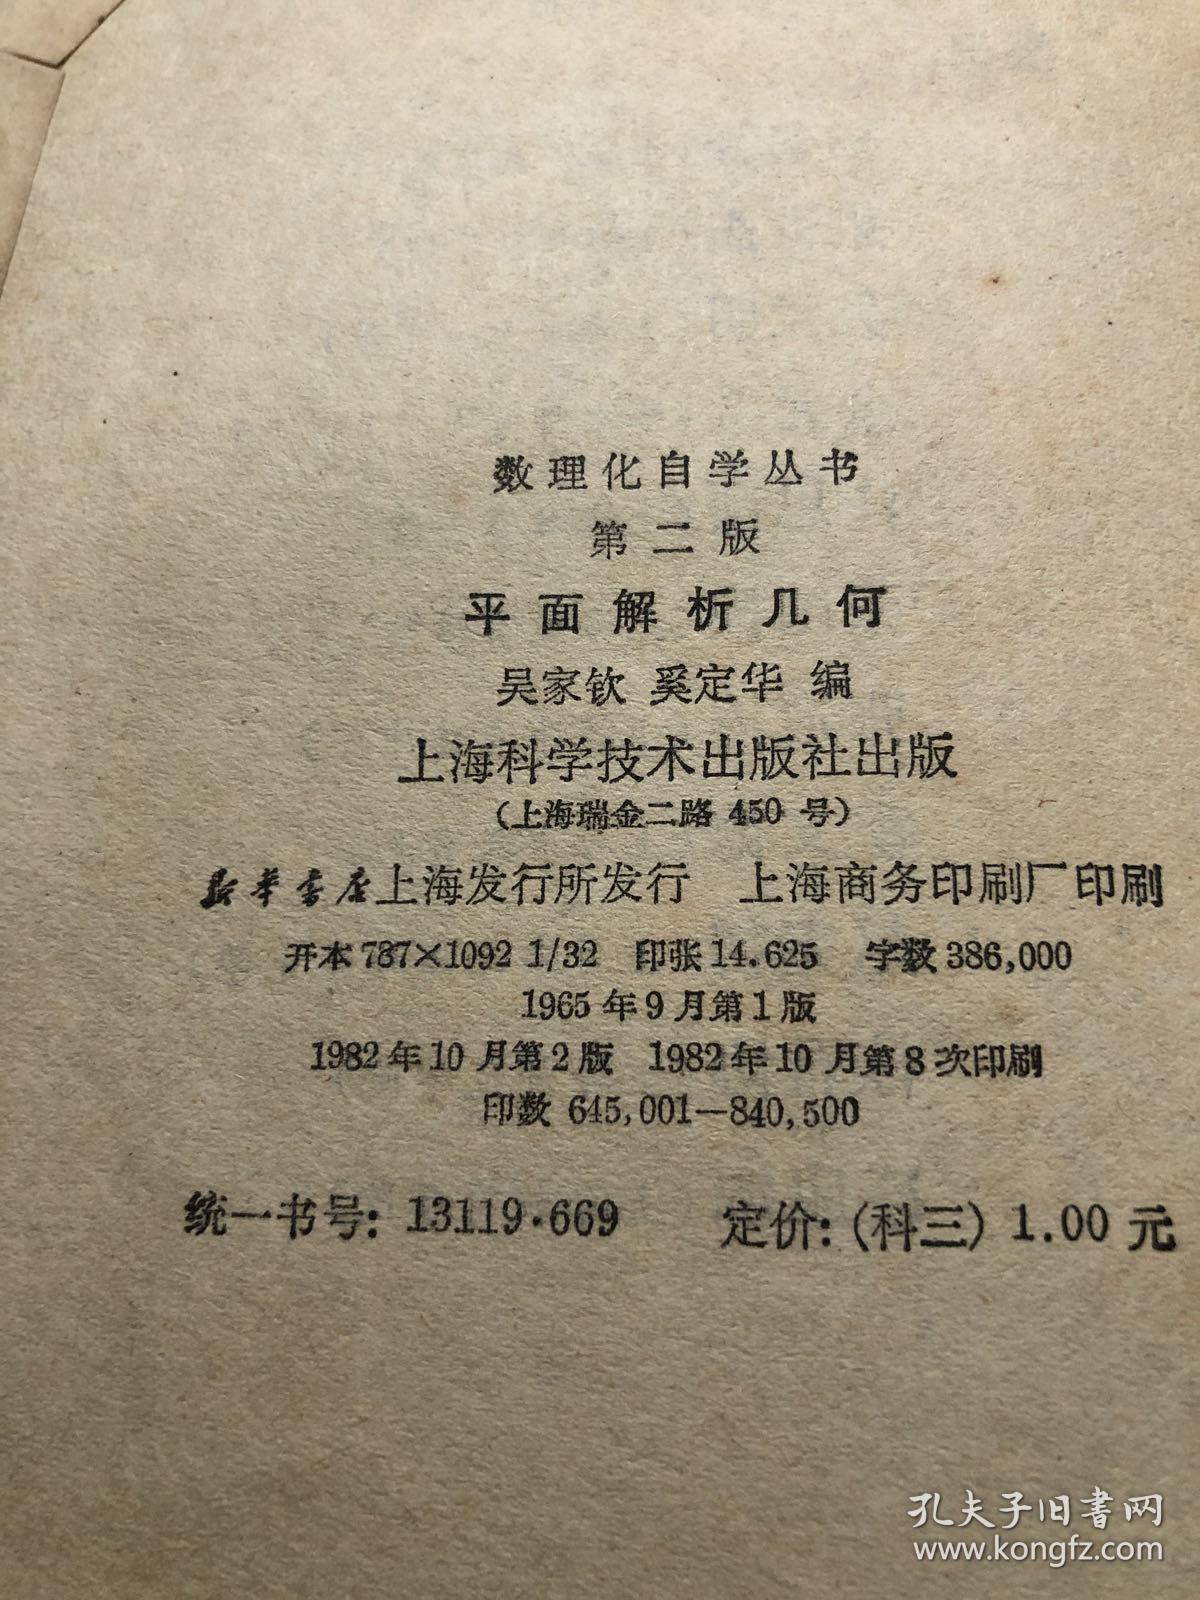 数理化自学丛书
第二版
平面解析几何
吴家钦 奚定华 编
上海科学技术出版社出版
(上海瑞金二路 450 号)
新华书店上海发行所发行 上海商务印刷厂印刷
开本 787×1092 1/32 印张 14.625 字数 386,000
1965 年 9 月第 1 版
1982 年 10 月第 2 版 1982 年 10 月第 8 次印刷
印数 645,001—840,500
统一书号: 13119·669 定价: (科三) 1.00 元
孔夫子旧书网
www.kongfz.com